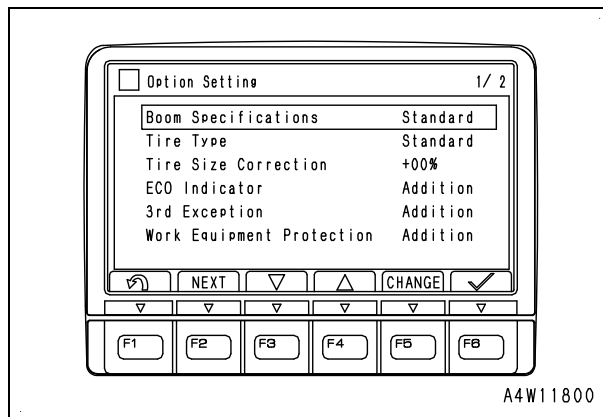 Option Setting 1/ 2
Boom Specifications Standard
Tire Type Standard
Tire Size Correction +00%
ECO Indicator Addition
3rd Exception Addition
Work Equipment Protection Addition
NEXT CHANGE
F1 F2 F3 F4 F5 F6
A4W11800